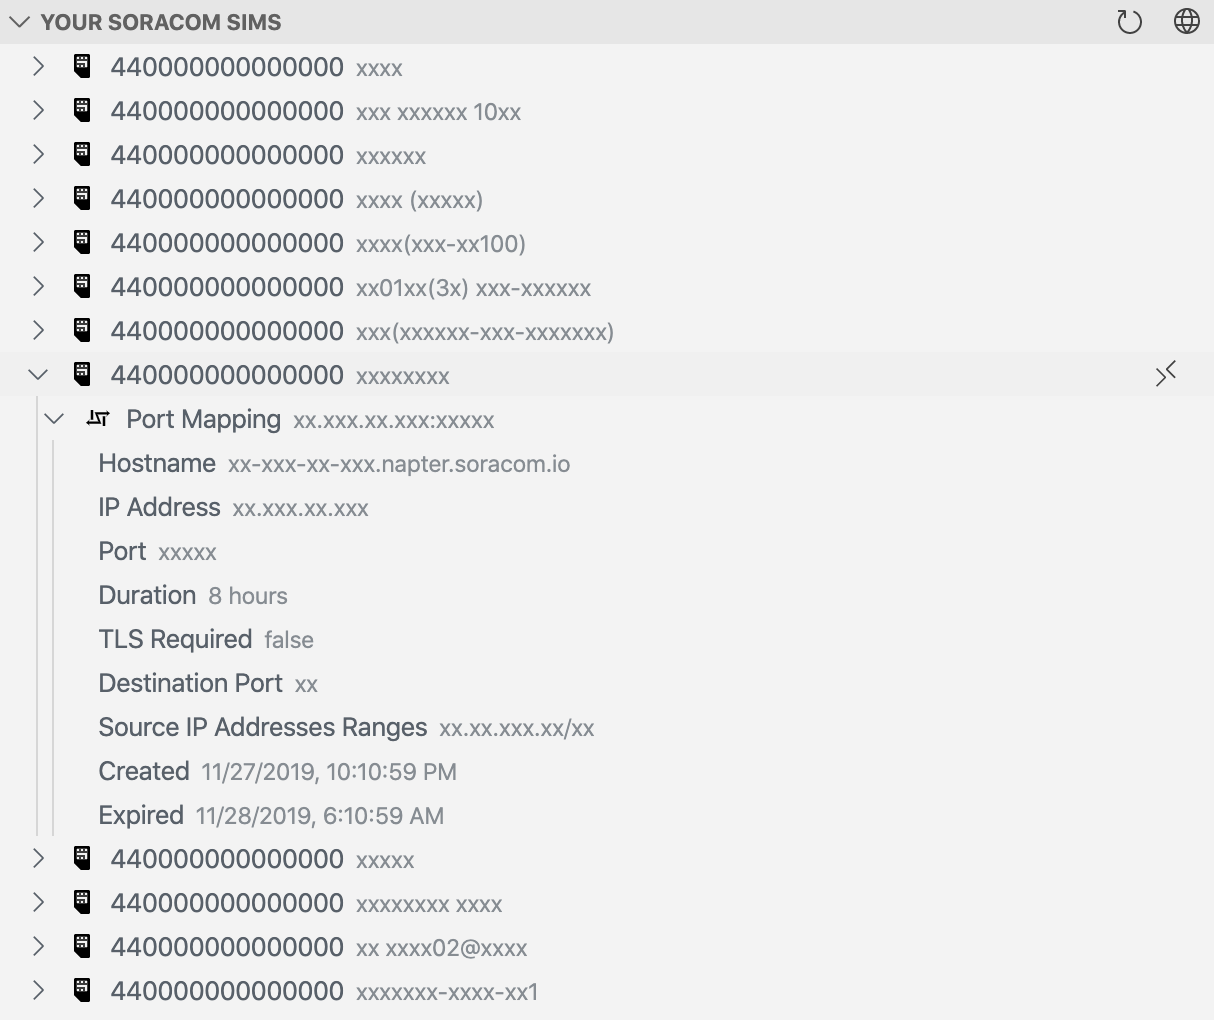 YOUR SORACOM SIMS
440000000000000 xxxx
440000000000000 xxx xxxxxx 10xx
440000000000000 xxxxxx
440000000000000 xxxx (xxxxx)
440000000000000 xxxx(xxx-xx100)
440000000000000 xx01xx(3x) xxx-xxxxxx
440000000000000 xxx(xxxxxx-xxx-xxxxxxx)
440000000000000 xxxxxxxx
Port Mapping xx.xxx.xx.xxx:xxxxx
Hostname xx-xxx-xx-xxx.napter.soracom.io
IP Address xx.xxx.xx.xxx
Port xxxxx
Duration 8 hours
TLS Required false
Destination Port xx
Source IP Addresses Ranges xx.xx.xxx.xx/xx
Created 11/27/2019, 10:10:59 PM
Expired 11/28/2019, 6:10:59 AM
440000000000000 xxxxx
440000000000000 xxxxxxxx xxxx
440000000000000 xx xxxx02@xxxx
440000000000000 xxxxxxx-xxxx-xx1